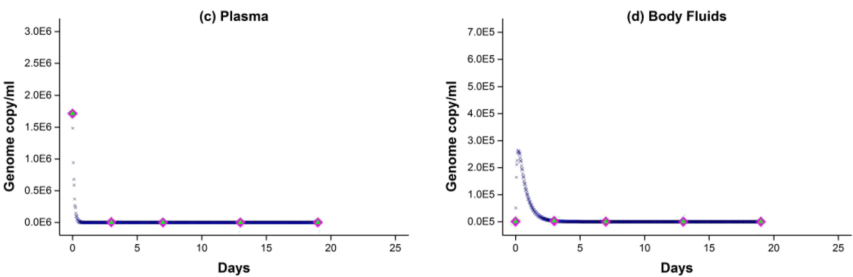 (c) Plasma
Genome copy/ml
3.0E6
2.5E6
2.0E6
1.5E6
1.0E6
0.5E6
0.0E6
0 5 10 15 20 25
Days
(d) Body Fluids
Genome copy/ml
7.0E5
6.0E5
5.0E5
4.0E5
3.0E5
2.0E5
1.0E5
0.0E5
0 5 10 15 20 25
Days